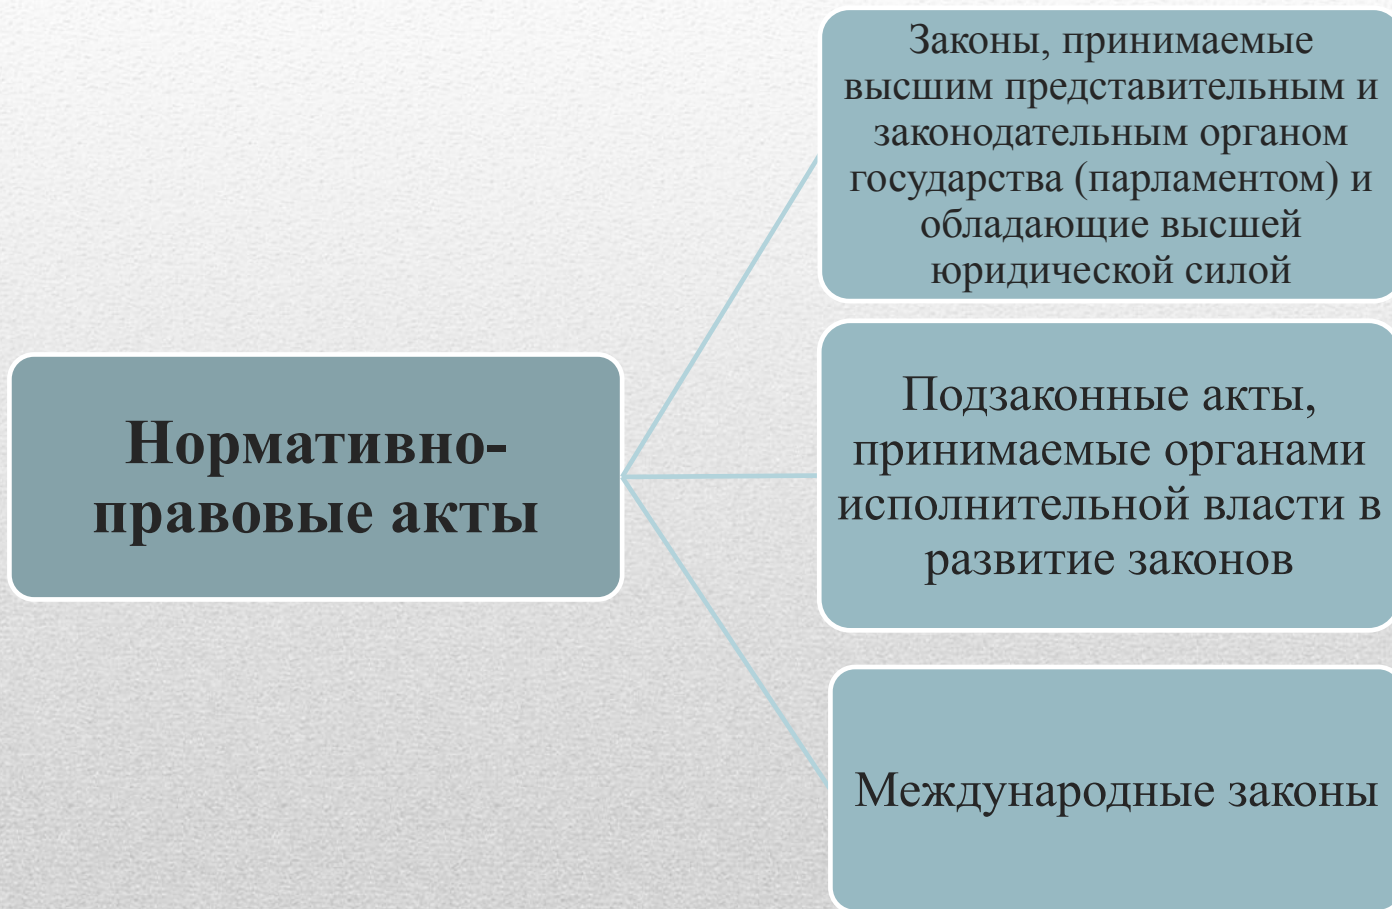 Законы, принимаемые
высшим представительным и
законодательным органом
государства (парламентом) и
обладающие высшей
юридической силой
Нормативно-
правовые акты
Подзаконные акты,
принимаемые органами
исполнительной власти в
развитие законов
Международные законы